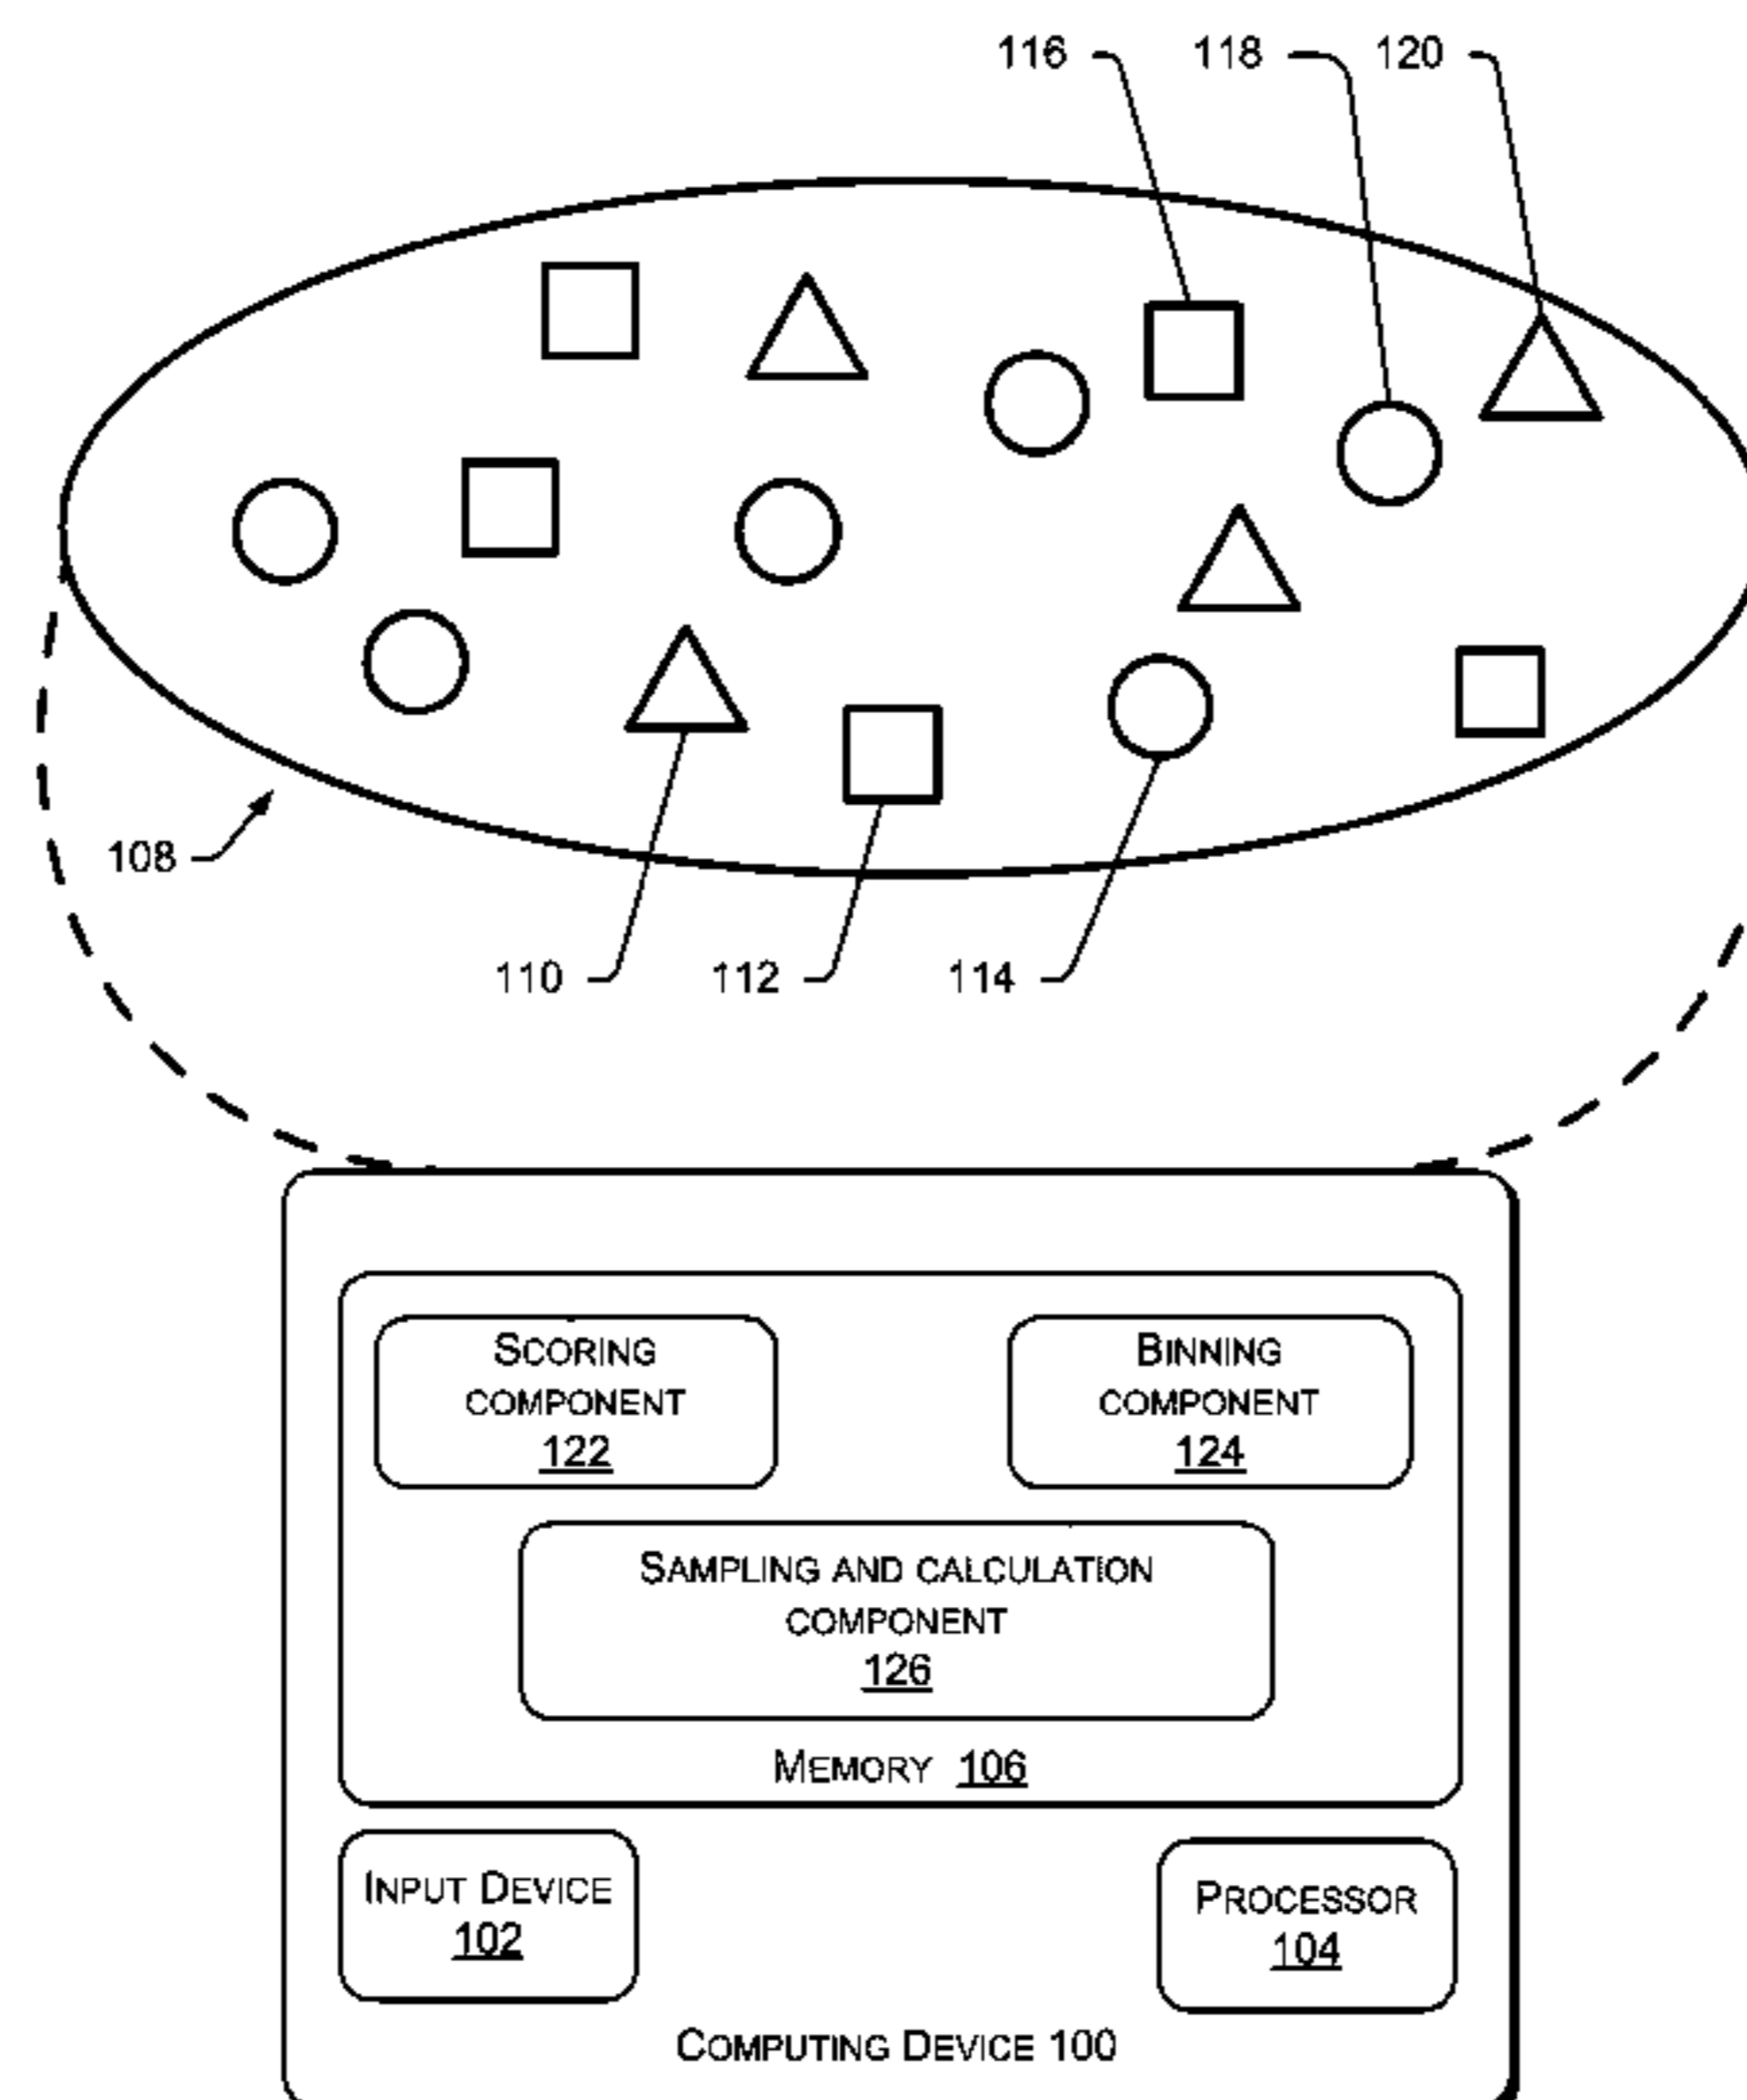 116 118 120
108
110 112 114
SCORING
COMPONENT
122
BINNING
COMPONENT
124
SAMPLING AND CALCULATION
COMPONENT
126
MEMORY 106
INPUT DEVICE
102
PROCESSOR
104
COMPUTING DEVICE 100